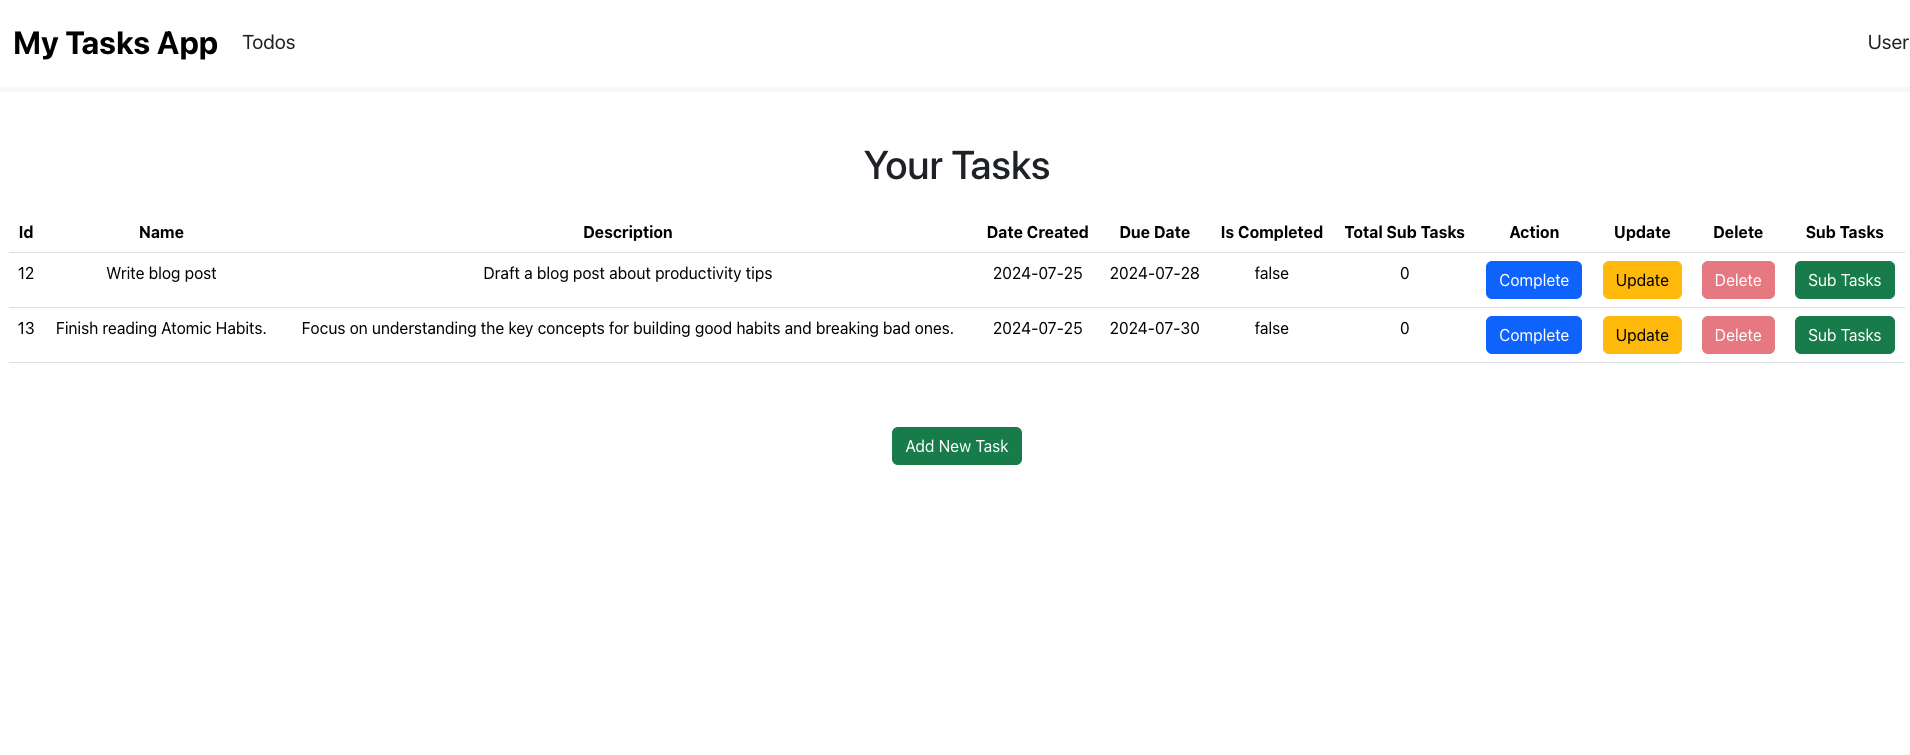 My Tasks App Todos User
Your Tasks
Id Name Description Date Created Due Date Is Completed Total Sub Tasks Action Update Delete Sub Tasks
12 Write blog post Draft a blog post about productivity tips 2024-07-25 2024-07-28 false 0 Complete Update Delete Sub Tasks
13 Finish reading Atomic Habits. Focus on understanding the key concepts for building good habits and breaking bad ones. 2024-07-25 2024-07-30 false 0 Complete Update Delete Sub Tasks
Add New Task